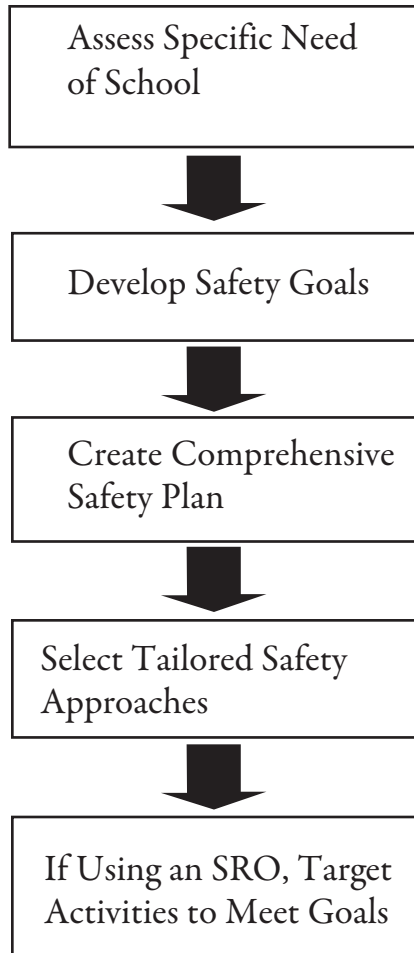 Assess Specific Need
of School
Develop Safety Goals
Create Comprehensive
Safety Plan
Select Tailored Safety
Approaches
If Using an SRO, Target
Activities to Meet Goals